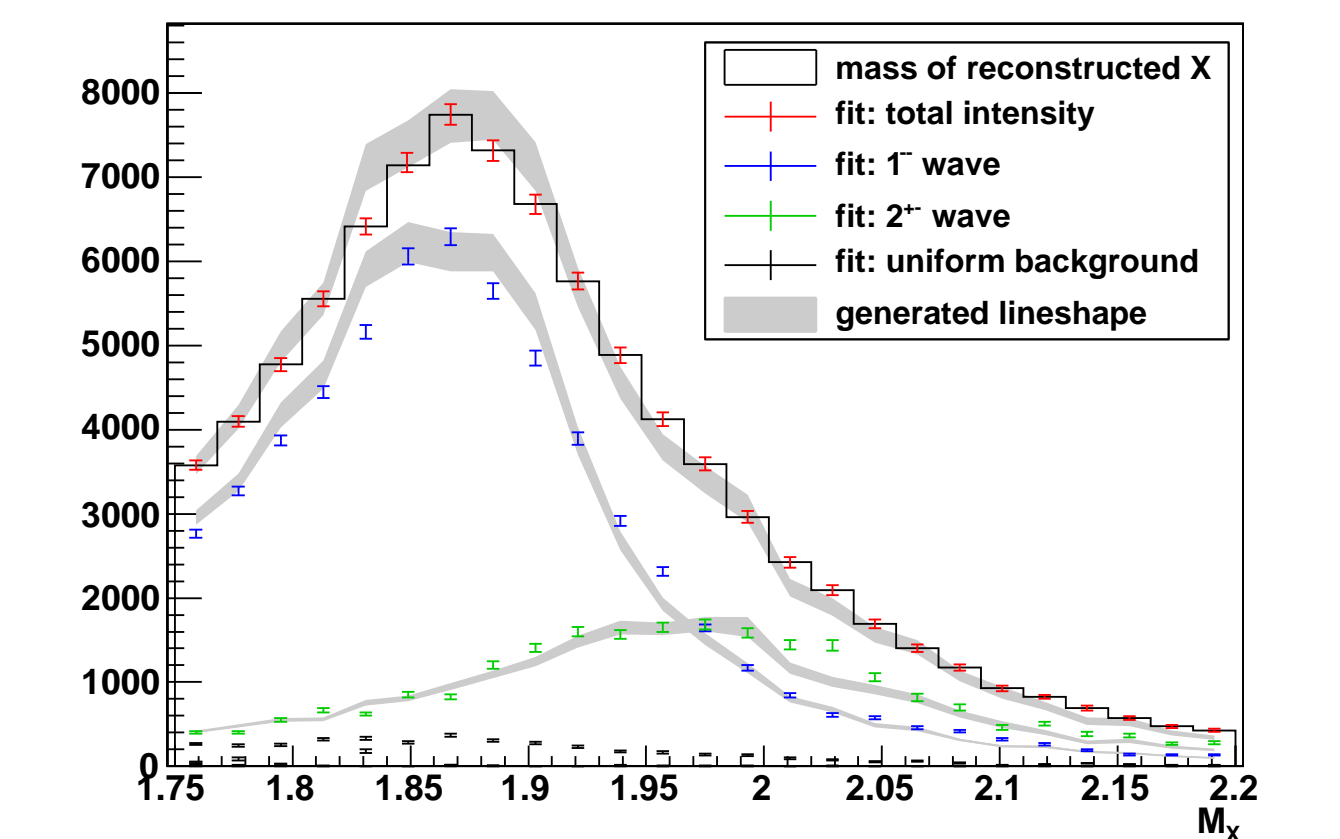 8000
7000
6000
5000
4000
3000
2000
1000
0
mass of reconstructed X
fit: total intensity
fit: 1⁻⁻ wave
fit: 2⁺⁻ wave
fit: uniform background
generated lineshape
1.75 1.8 1.85 1.9 1.95 2 2.05 2.1 2.15 2.2
Mₓ